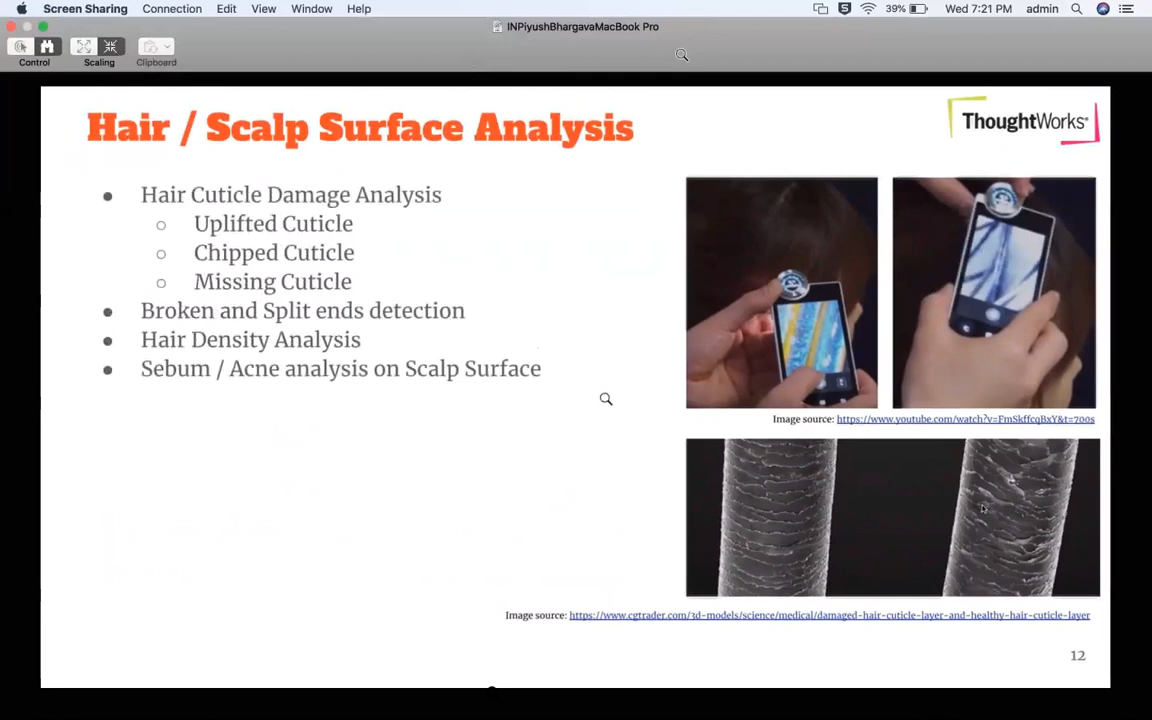 Screen Sharing Connection Edit View Window Help 39% Wed 7:21 PM admin
INPiyushBhargavaMacBook Pro
Control Scaling Clipboard
Hair / Scalp Surface Analysis
ThoughtWorks®
● Hair Cuticle Damage Analysis
○ Uplifted Cuticle
○ Chipped Cuticle
○ Missing Cuticle
● Broken and Split ends detection
● Hair Density Analysis
● Sebum / Acne analysis on Scalp Surface
Image source: https://www.youtube.com/watch?v=FmSkffcqBxY&t=700s
Image source: https://www.cgtrader.com/3d-models/science/medical/damaged-hair-cuticle-layer-and-healthy-hair-cuticle-layer
12